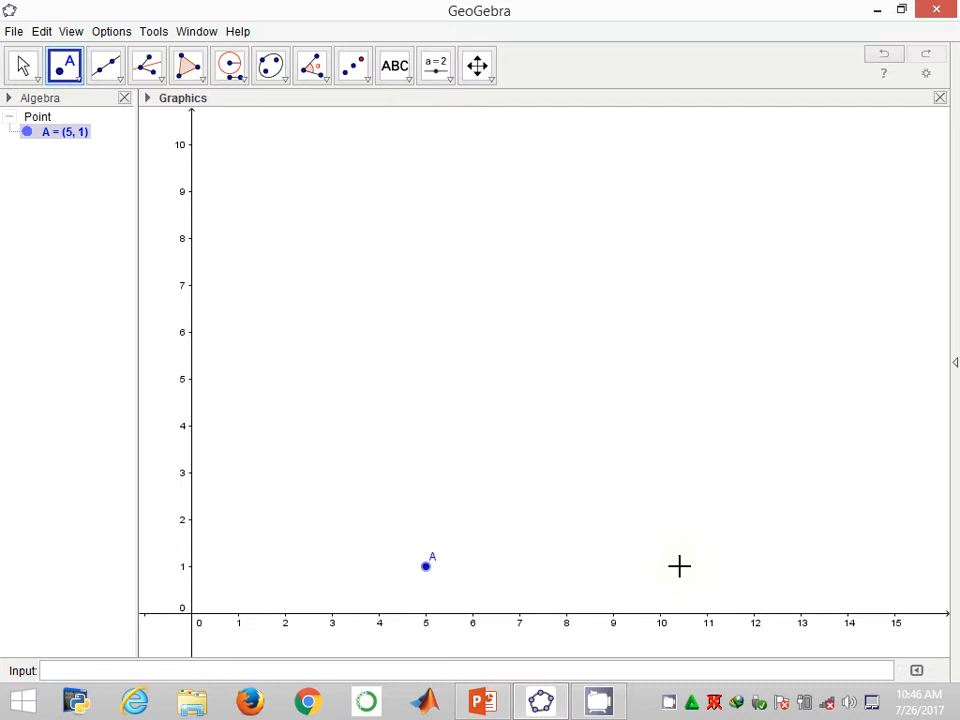 GeoGebra
File Edit View Options Tools Window Help
A
ABC
a = 2
α
?
Algebra
Graphics
Point
A = (5, 1)
10
9
8
7
6
5
4
3
2
1
0
A
0 1 2 3 4 5 6 7 8 9 10 11 12 13 14 15
Input:
10:46 AM
7/26/2017